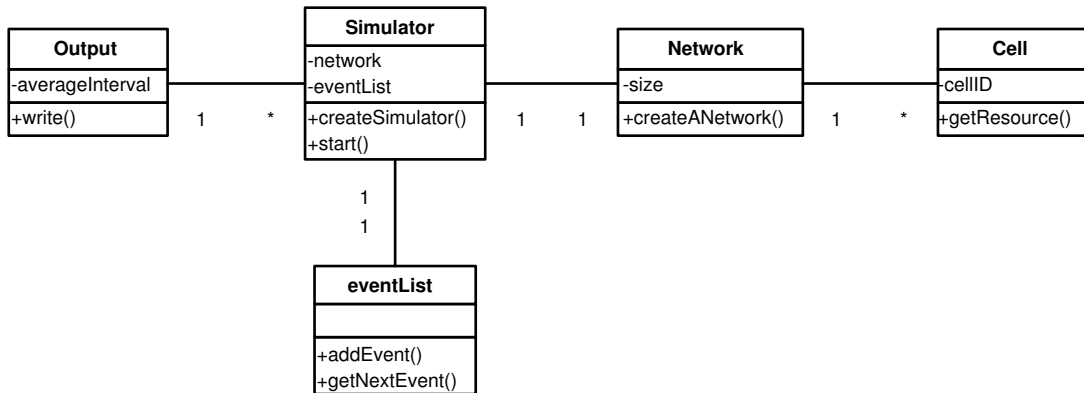 Output
-averageInterval
+write()
1 *
Simulator
-network
-eventList
+createSimulator()
+start()
1 1
Network
-size
+createANetwork()
1 *
Cell
-cellID
+getResource()
1
1
eventList
+addEvent()
+getNextEvent()